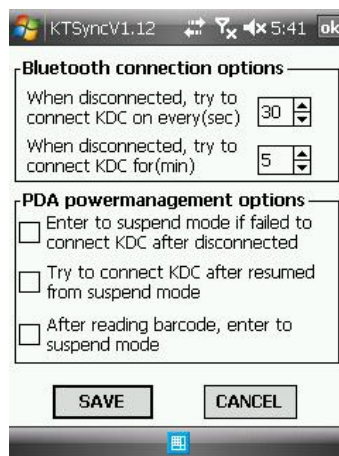 KTSyncV1.12 5:41 ok
Bluetooth connection options
When disconnected, try to
connect KDC on every(sec)
30
When disconnected, try to
connect KDC for(min)
5
PDA powermanagement options
Enter to suspend mode if failed to
connect KDC after disconnected
Try to connect KDC after resumed
from suspend mode
After reading barcode, enter to
suspend mode
SAVE CANCEL